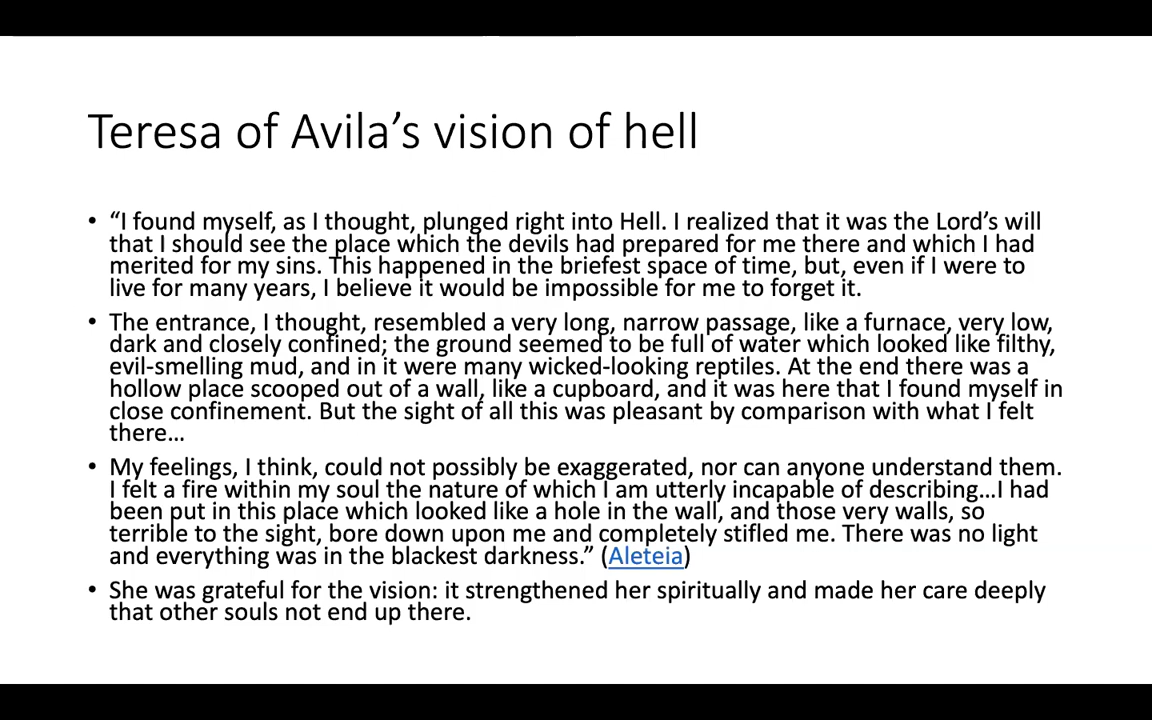 Teresa of Avila’s vision of hell
• “I found myself, as I thought, plunged right into Hell. I realized that it was the Lord’s will
that I should see the place which the devils had prepared for me there and which I had
merited for my sins. This happened in the briefest space of time, but, even if I were to
live for many years, I believe it would be impossible for me to forget it.
• The entrance, I thought, resembled a very long, narrow passage, like a furnace, very low,
dark and closely confined; the ground seemed to be full of water which looked like filthy,
evil-smelling mud, and in it were many wicked-looking reptiles. At the end there was a
hollow place scooped out of a wall, like a cupboard, and it was here that I found myself in
close confinement. But the sight of all this was pleasant by comparison with what I felt
there…
• My feelings, I think, could not possibly be exaggerated, nor can anyone understand them.
I felt a fire within my soul the nature of which I am utterly incapable of describing…I had
been put in this place which looked like a hole in the wall, and those very walls, so
terrible to the sight, bore down upon me and completely stifled me. There was no light
and everything was in the blackest darkness.” (Aleteia)
• She was grateful for the vision: it strengthened her spiritually and made her care deeply
that other souls not end up there.